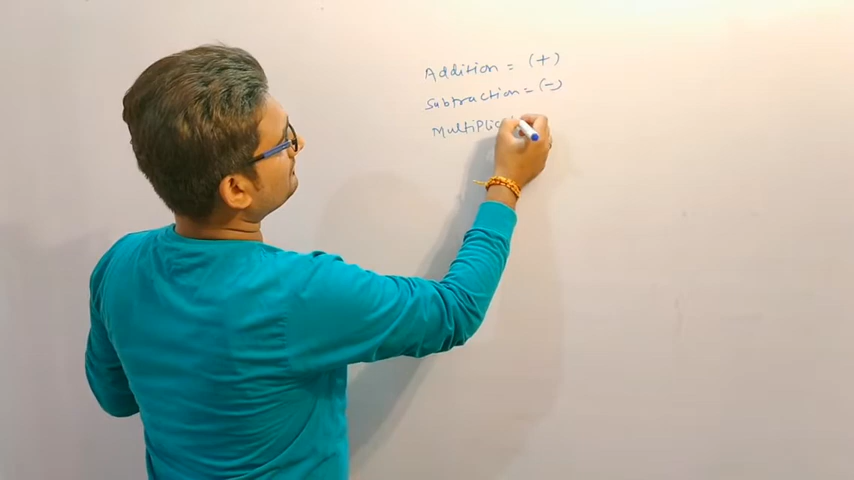 Addition = (+)
Subtraction = (-)
MultiPlic